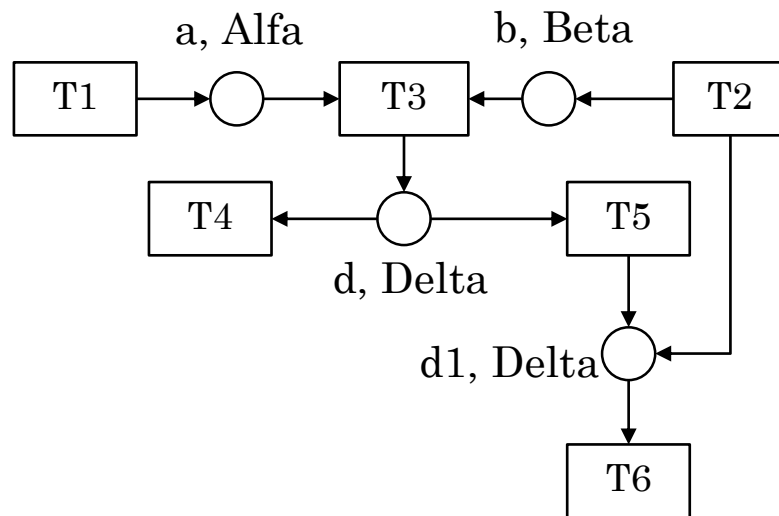 a, Alfa
b, Beta
T1
T3
T2
T4
T5
d, Delta
d1, Delta
T6